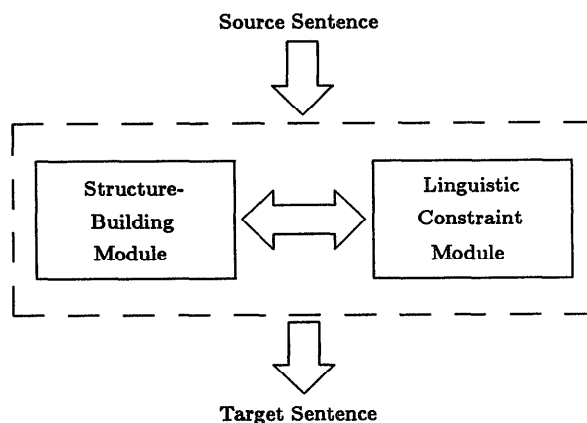 Source Sentence
Structure-
Building
Module
Linguistic
Constraint
Module
Target Sentence